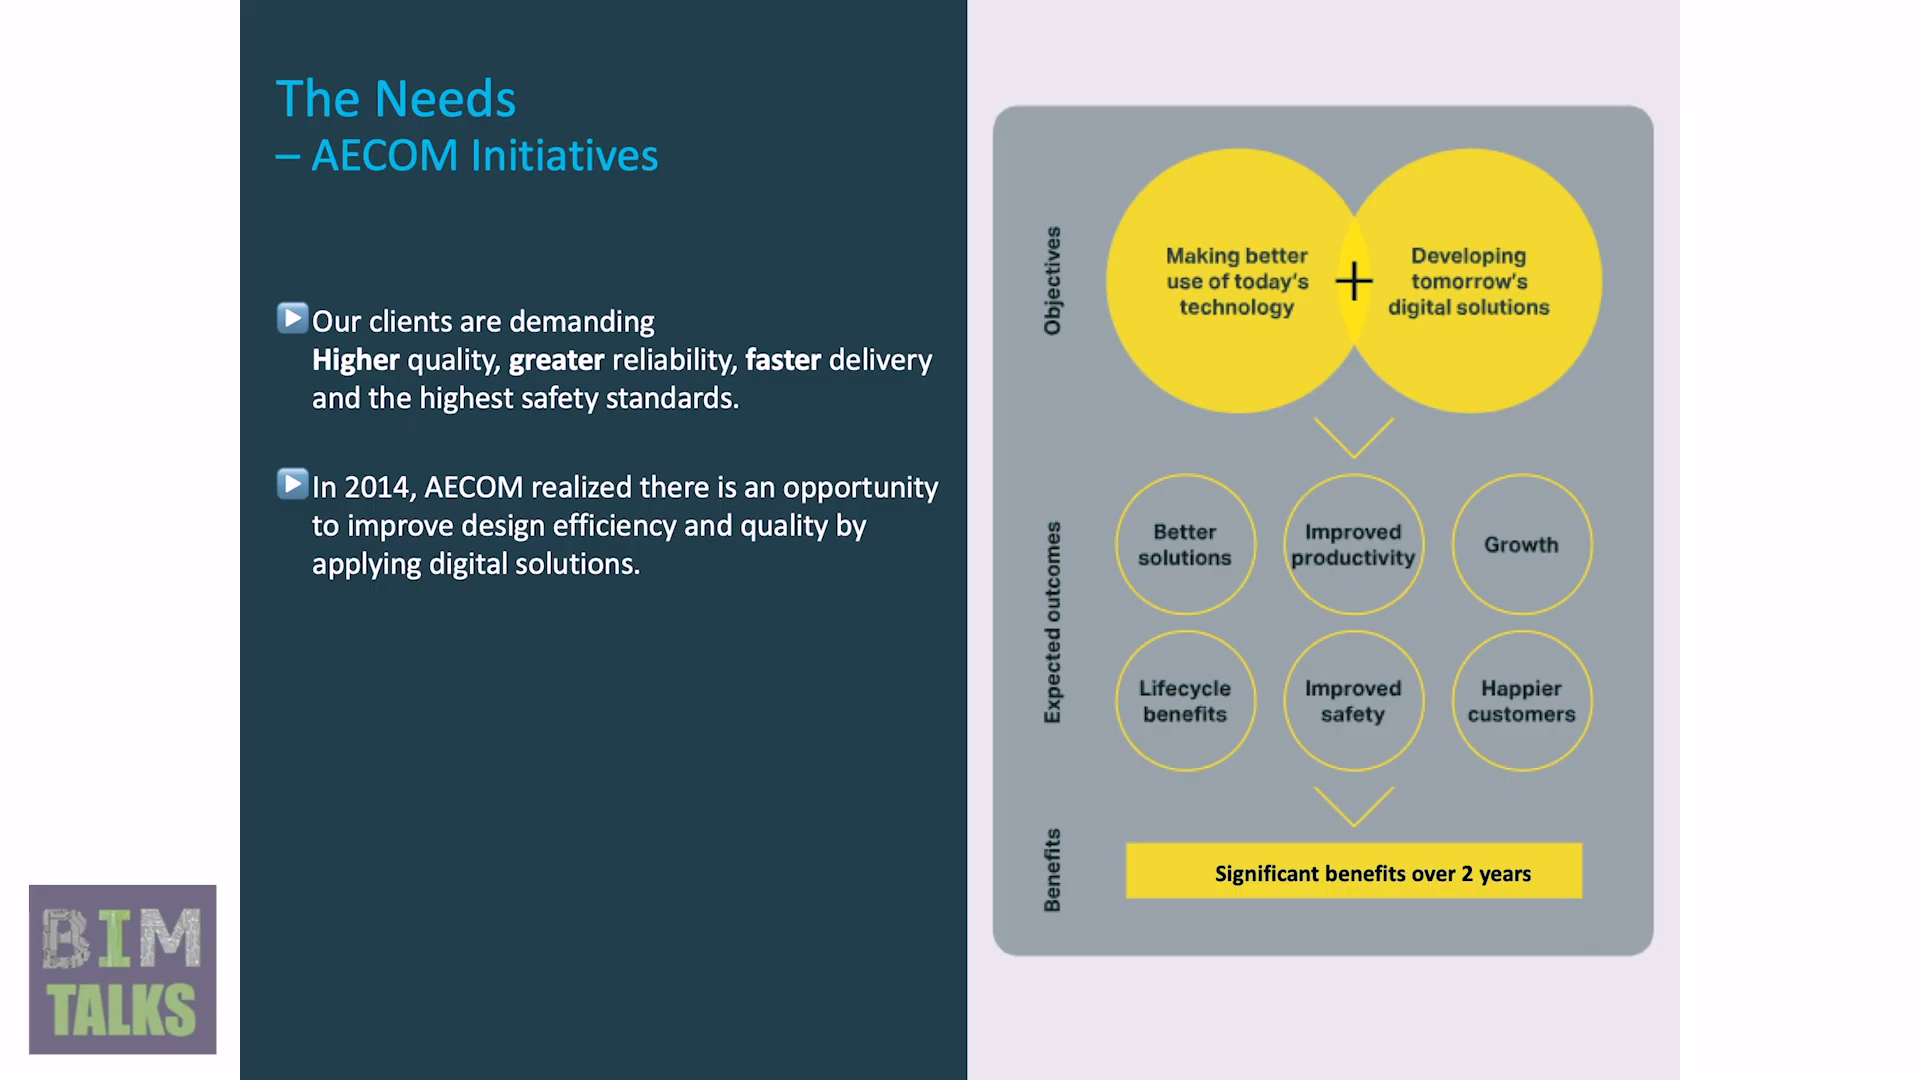 The Needs
– AECOM Initiatives
Our clients are demanding
Higher quality, greater reliability, faster delivery
and the highest safety standards.
In 2014, AECOM realized there is an opportunity
to improve design efficiency and quality by
applying digital solutions.
Objectives
Making better
use of today's
technology
+
Developing
tomorrow's
digital solutions
Expected outcomes
Better
solutions
Improved
productivity
Growth
Lifecycle
benefits
Improved
safety
Happier
customers
Benefits
Significant benefits over 2 years
BIM
TALKS